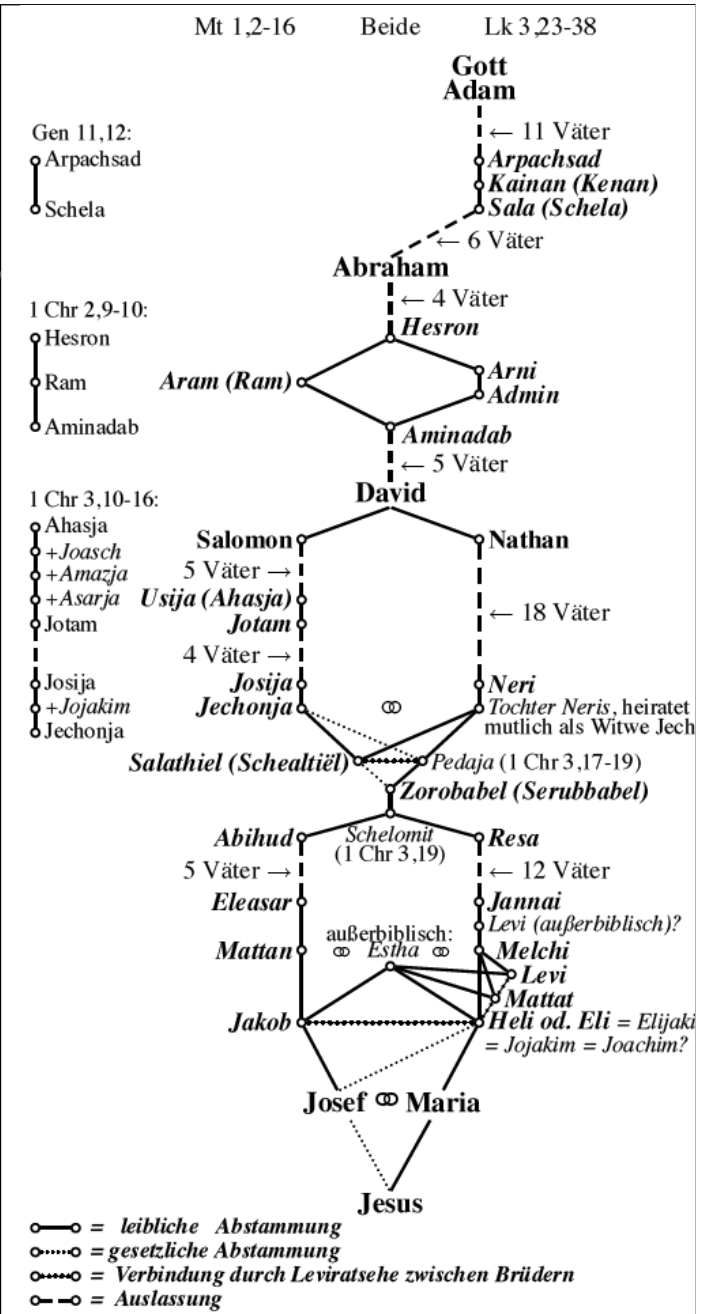 Mt 1,2-16 Beide Lk 3,23-38
Gott
Adam
Gen 11,12:
← 11 Väter
Arpachsad
Arpachsad
Kainan (Kenan)
Schela
Sala (Schela)
← 6 Väter
Abraham
← 4 Väter
1 Chr 2,9-10:
Hesron
Hesron
Arni
Ram
Aram (Ram)
Admin
Aminadab
Aminadab
← 5 Väter
David
1 Chr 3,10-16:
Ahasja
Salomon
Nathan
+Joasch
5 Väter →
+Amazja
+Asarja
Usija (Ahasja)
← 18 Väter
Jotam
Jotam
4 Väter →
Josija
Josija
Neri
+Jojakim
Jechonja
Tochter Neris, heiratet
Jechonja
mutlich als Witwe Jech
Salathiel (Schealtiël)
Pedaja (1 Chr 3,17-19)
Zorobabel (Serubbabel)
Abihud
Schelomit
Resa
(1 Chr 3,19)
5 Väter →
← 12 Väter
Eleasar
Jannai
Levi (außerbiblisch)?
außerbiblisch:
Mattan
Estha
Melchi
Levi
Mattat
Jakob
Heli od. Eli = Elijaki
= Jojakim = Joachim?
Josef Maria
Jesus
= leibliche Abstammung
= gesetzliche Abstammung
= Verbindung durch Leviratsehe zwischen Brüdern
= Auslassung